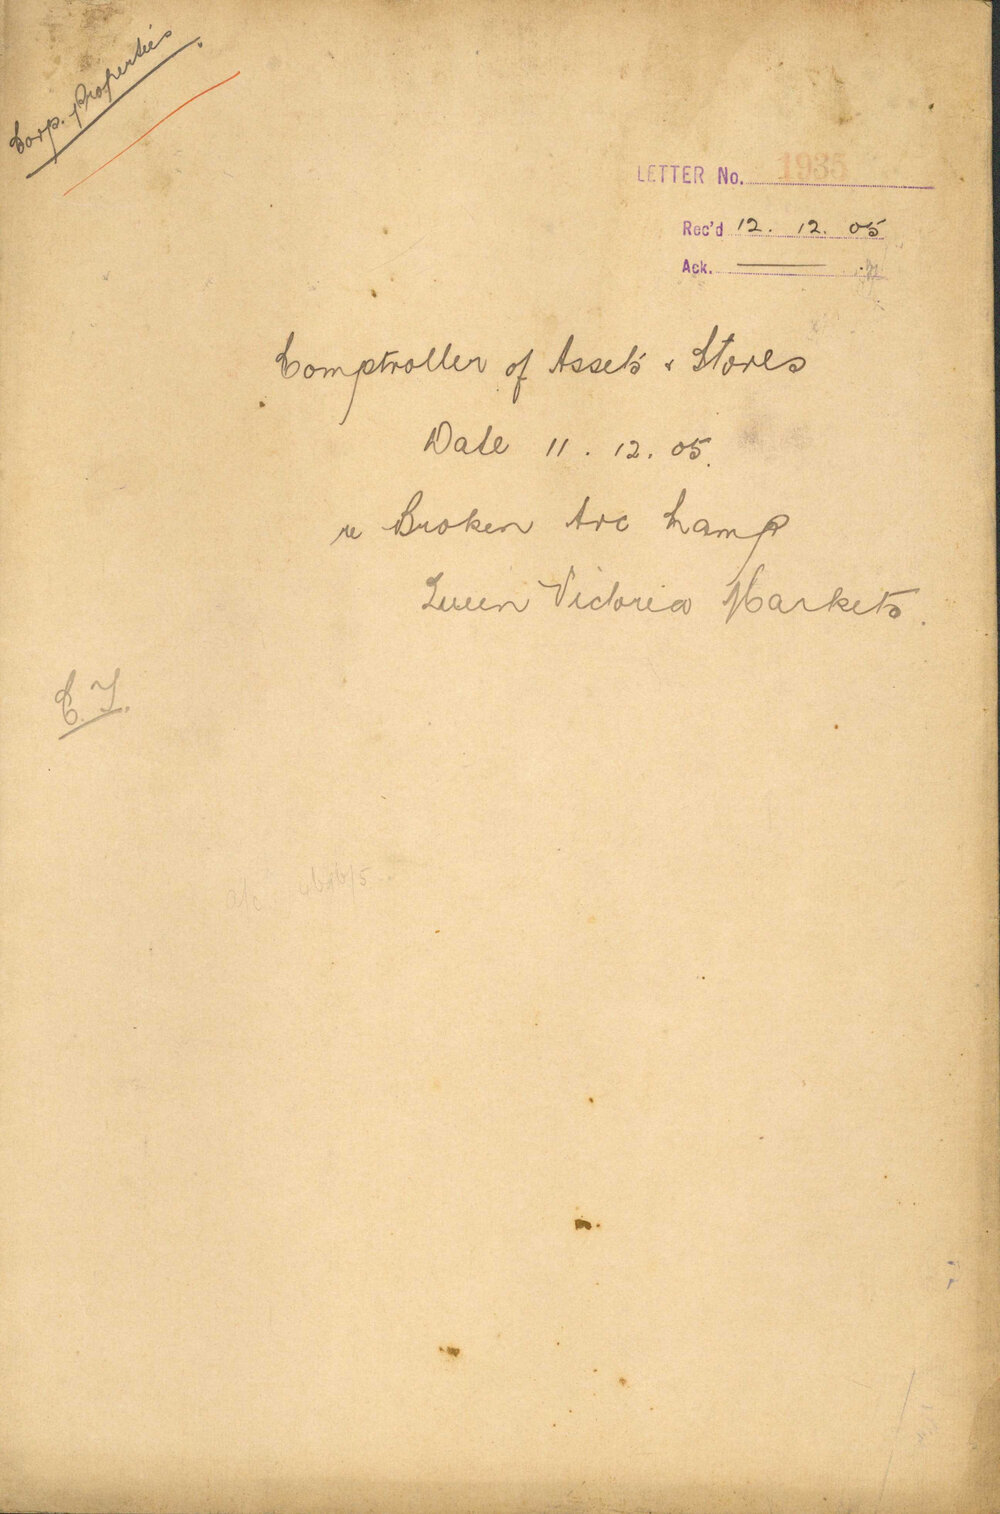 Corp. Properties
LETTER No. 1935
Rec'd 12. 12. 05
Ack.
Comptroller of Assets & Stores
Date 11. 12. 05.
re Broken Arc Lamp
Queen Victoria Markets.
a/c